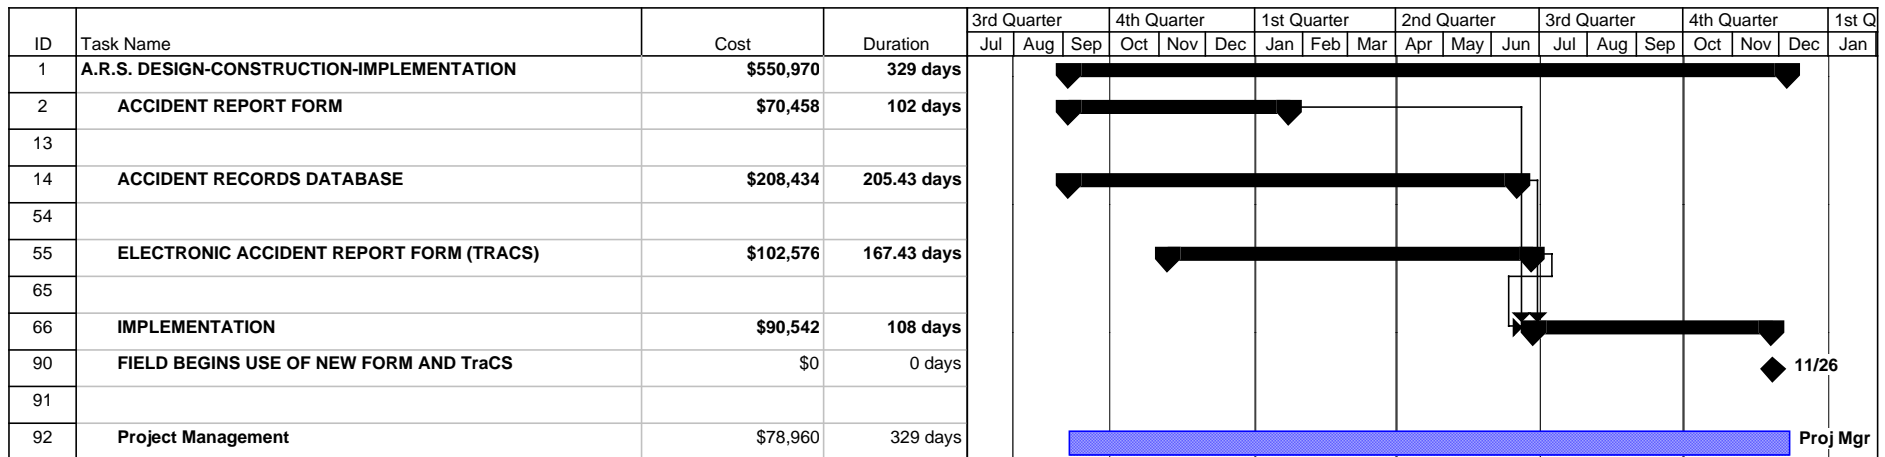 3rd Quarter 4th Quarter 1st Quarter 2nd Quarter 3rd Quarter 4th Quarter 1st Q
ID Task Name Cost Duration Jul Aug Sep Oct Nov Dec Jan Feb Mar Apr May Jun Jul Aug Sep Oct Nov Dec Jan
1 A.R.S. DESIGN-CONSTRUCTION-IMPLEMENTATION $550,970 329 days
2 ACCIDENT REPORT FORM $70,458 102 days
13
14 ACCIDENT RECORDS DATABASE $208,434 205.43 days
54
55 ELECTRONIC ACCIDENT REPORT FORM (TRACS) $102,576 167.43 days
65
66 IMPLEMENTATION $90,542 108 days
90 FIELD BEGINS USE OF NEW FORM AND TraCS $0 0 days 11/26
91
92 Project Management $78,960 329 days Proj Mgr